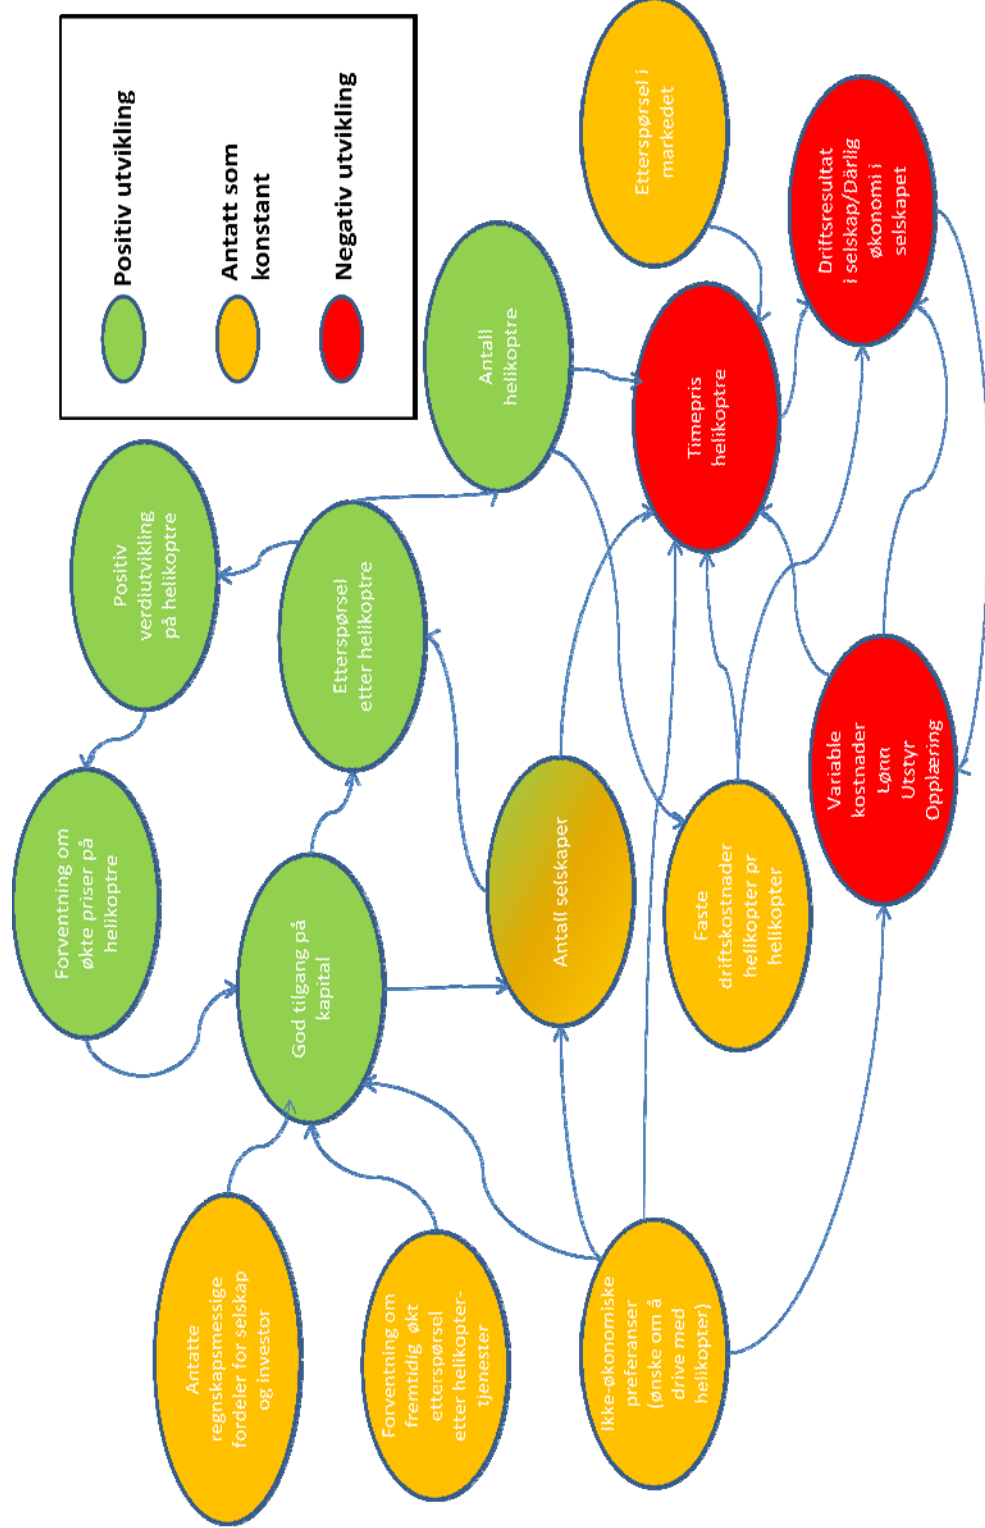 Positiv utvikling
Antatt som
konstant
Negativ utvikling
Forventning om
økte priser på
helikoptre
Positiv
verdiutvikling
på helikoptre
Antatte
regnskapsmessige
fordeler for selskap
og investor
God tilgang på
kapital
Etterspørsel
etter helikoptre
Forventning om
fremtidig økt
etterspørsel
etter helikopter-
tjenester
Antall selskaper
Antall
helikoptre
Ikke-økonomiske
preferanser
(ønske om å
drive med
helikopter)
Faste
driftskostnader
helikopter pr
helikopter
Timepris
helikoptre
Etterspørsel i
markedet
Variable
kostnader
Lønn
Utstyr
Opplæring
Driftsresultat
i selskap/Dårlig
økonomi i
selskapet